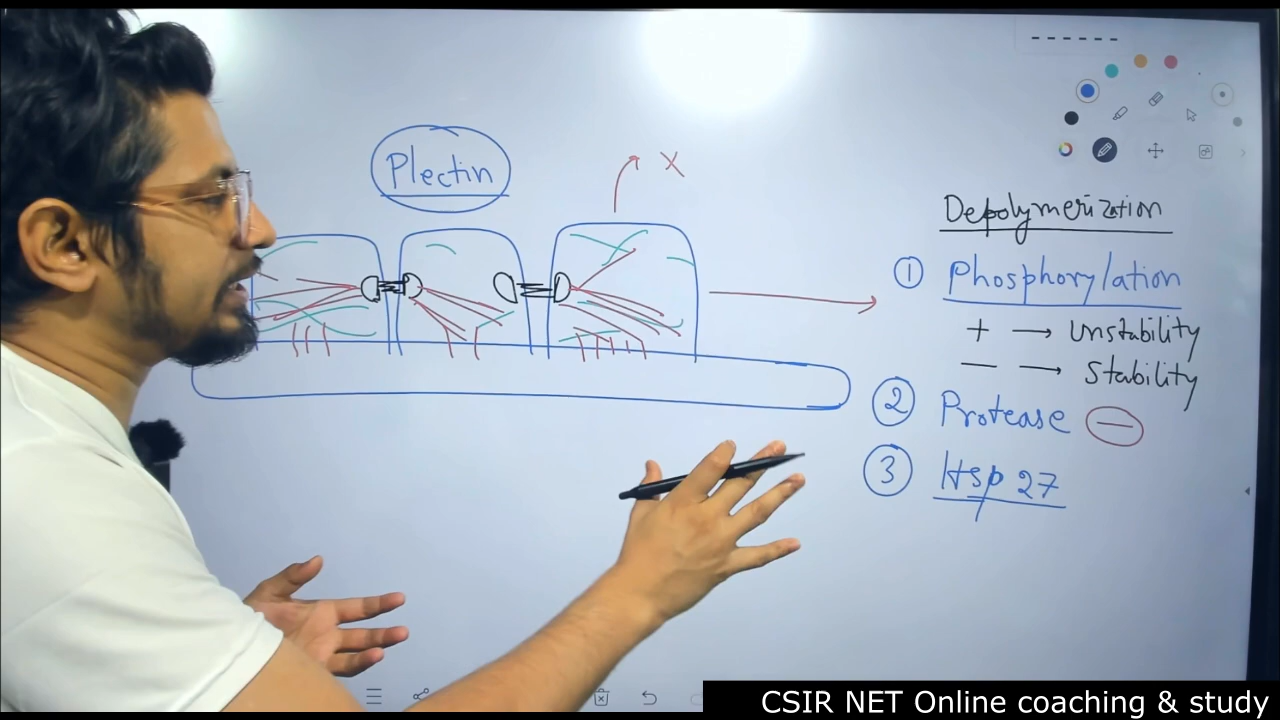 Plectin
X
Depolymerization
1 Phosphorylation
+ → Unstability
— → Stability
2 Protease −
3 Hsp 27
CSIR NET Online coaching & study